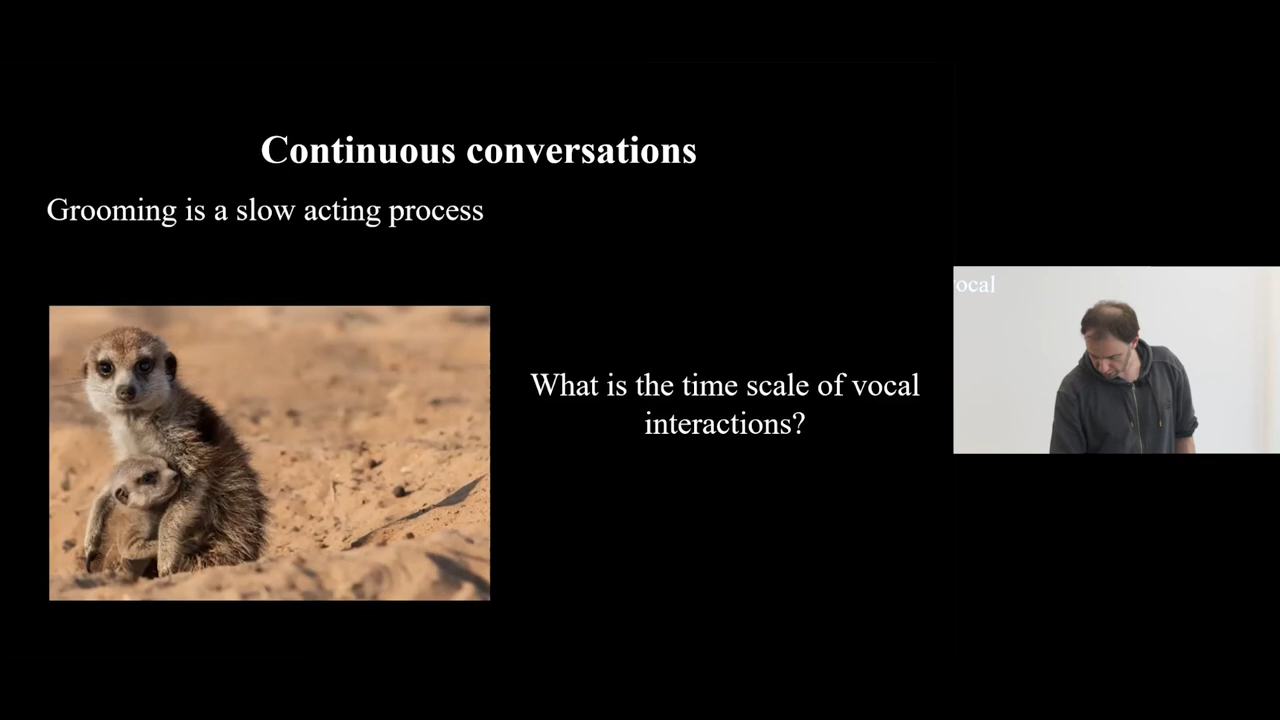 Continuous conversations
Grooming is a slow acting process
What is the time scale of vocal
interactions?
ocal